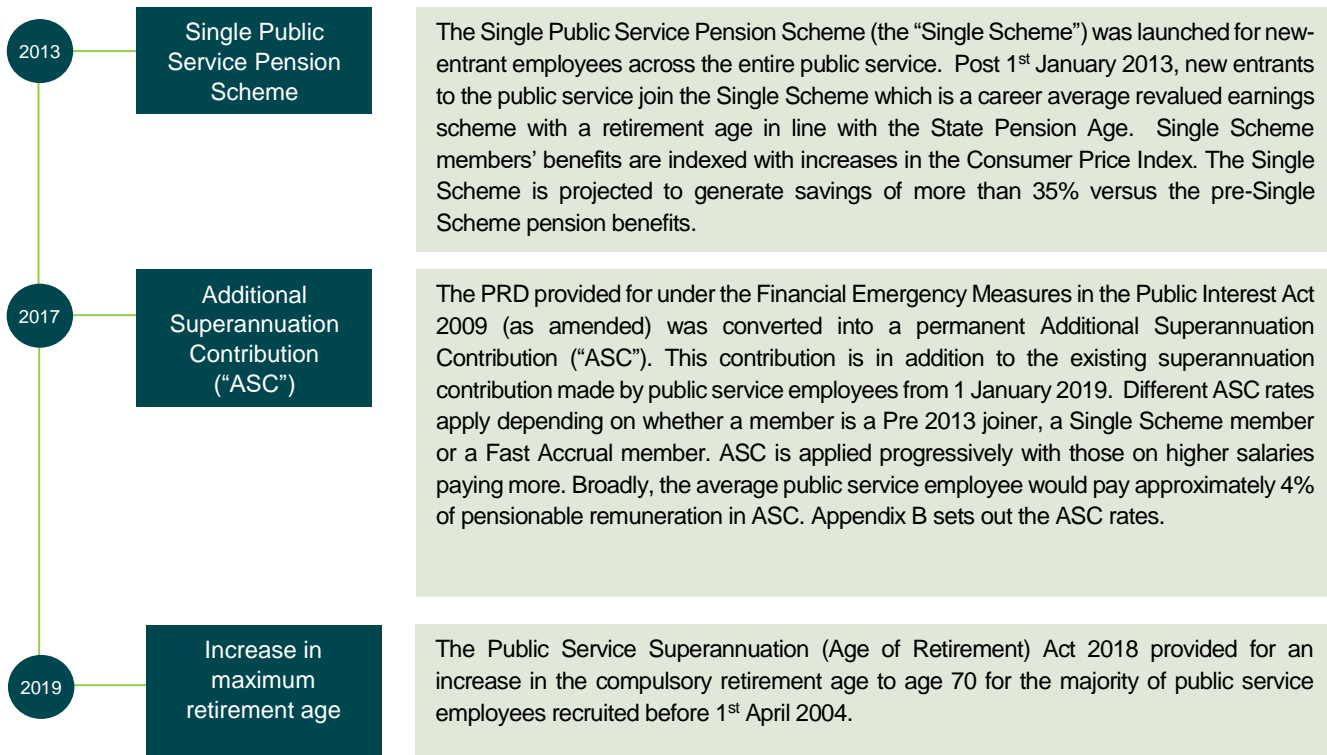 2013
Single Public
Service Pension
Scheme
The Single Public Service Pension Scheme (the “Single Scheme”) was launched for new-
entrant employees across the entire public service. Post 1st January 2013, new entrants
to the public service join the Single Scheme which is a career average revalued earnings
scheme with a retirement age in line with the State Pension Age. Single Scheme
members’ benefits are indexed with increases in the Consumer Price Index. The Single
Scheme is projected to generate savings of more than 35% versus the pre-Single
Scheme pension benefits.
2017
Additional
Superannuation
Contribution
(“ASC”)
The PRD provided for under the Financial Emergency Measures in the Public Interest Act
2009 (as amended) was converted into a permanent Additional Superannuation
Contribution (“ASC”). This contribution is in addition to the existing superannuation
contribution made by public service employees from 1 January 2019. Different ASC rates
apply depending on whether a member is a Pre 2013 joiner, a Single Scheme member
or a Fast Accrual member. ASC is applied progressively with those on higher salaries
paying more. Broadly, the average public service employee would pay approximately 4%
of pensionable remuneration in ASC. Appendix B sets out the ASC rates.
2019
Increase in
maximum
retirement age
The Public Service Superannuation (Age of Retirement) Act 2018 provided for an
increase in the compulsory retirement age to age 70 for the majority of public service
employees recruited before 1st April 2004.